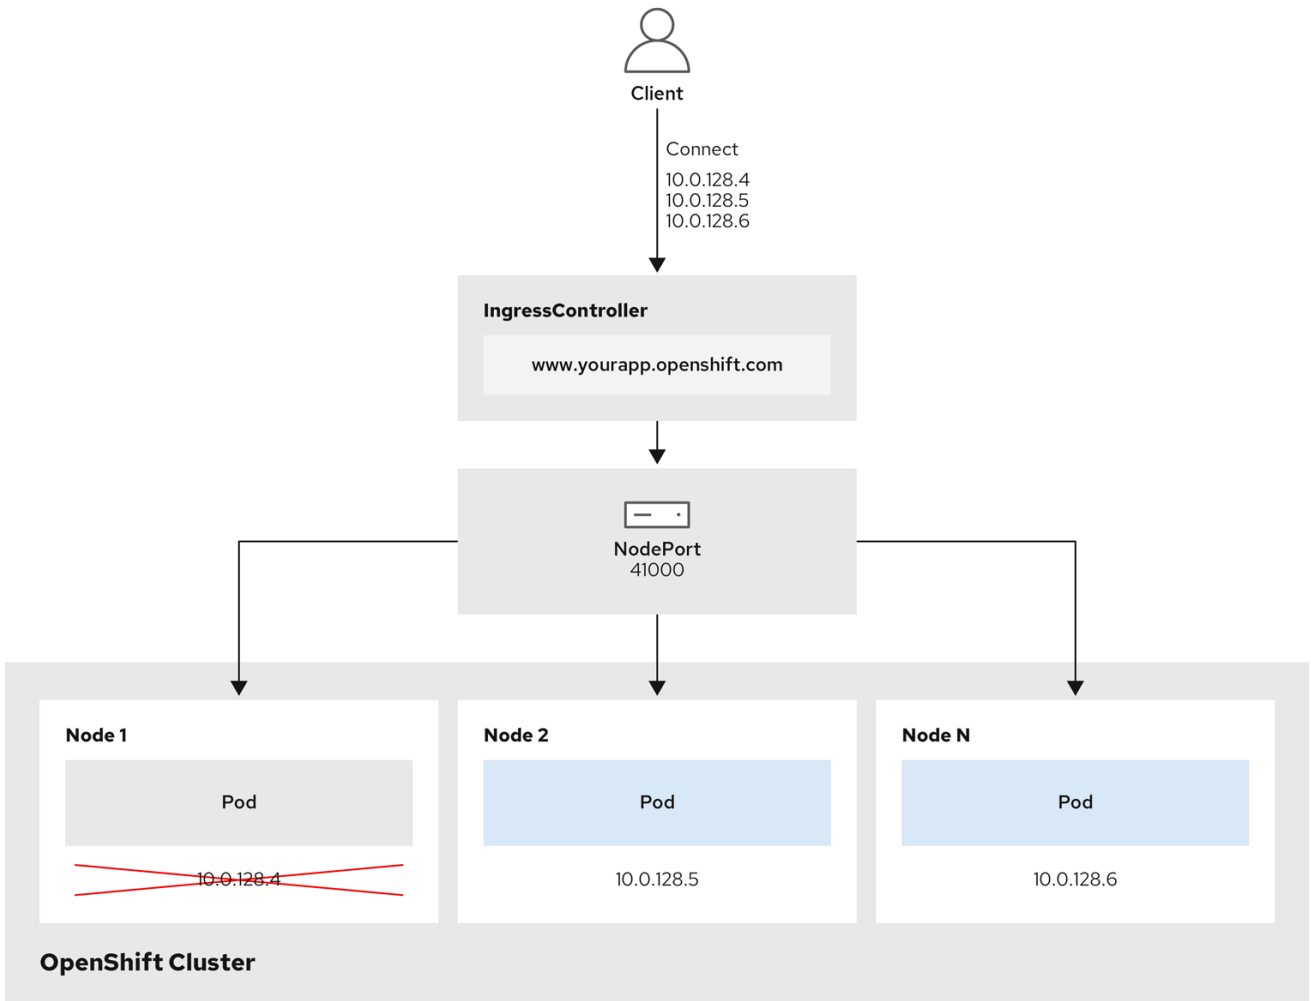 Client
Connect
10.0.128.4
10.0.128.5
10.0.128.6
IngressController
www.yourapp.openshift.com
NodePort
41000
Node 1
Pod
10.0.128.4
Node 2
Pod
10.0.128.5
Node N
Pod
10.0.128.6
OpenShift Cluster